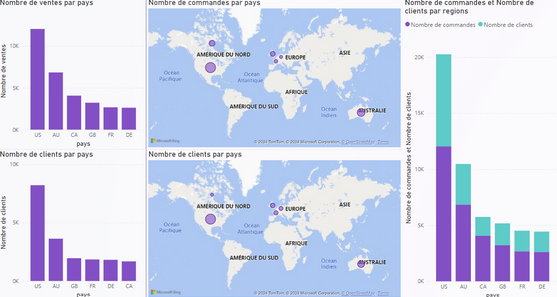 Nombre de ventes par pays
Nombre de ventes
10K
5K
0K
US AU CA GB FR DE
pays
Nombre de commandes par pays
AMÉRIQUE DU NORD
EUROPE
ASIE
Océan
Pacifique
Océan
Atlantique
AFRIQUE
AMÉRIQUE DU SUD
Océan
Indien
AUSTRALIE
Microsoft Bing
© 2024 TomTom, © 2024 Microsoft Corporation, © OpenStreetMap Terms
Nombre de commandes et Nombre de
clients par regions
Nombre de commandes Nombre de clients
Nombre de commandes et Nombre de clients
20K
15K
10K
5K
0K
US AU CA GB FR DE
pays
Nombre de clients par pays
Nombre de clients
10K
5K
0K
US AU GB FR DE CA
pays
Nombre de clients par pays
AMÉRIQUE DU NORD
EUROPE
ASIE
Océan
Pacifique
Océan
Atlantique
AFRIQUE
AMÉRIQUE DU SUD
Océan
Indien
AUSTRALIE
Microsoft Bing
© 2024 TomTom, © 2024 Microsoft Corporation, © OpenStreetMap Terms